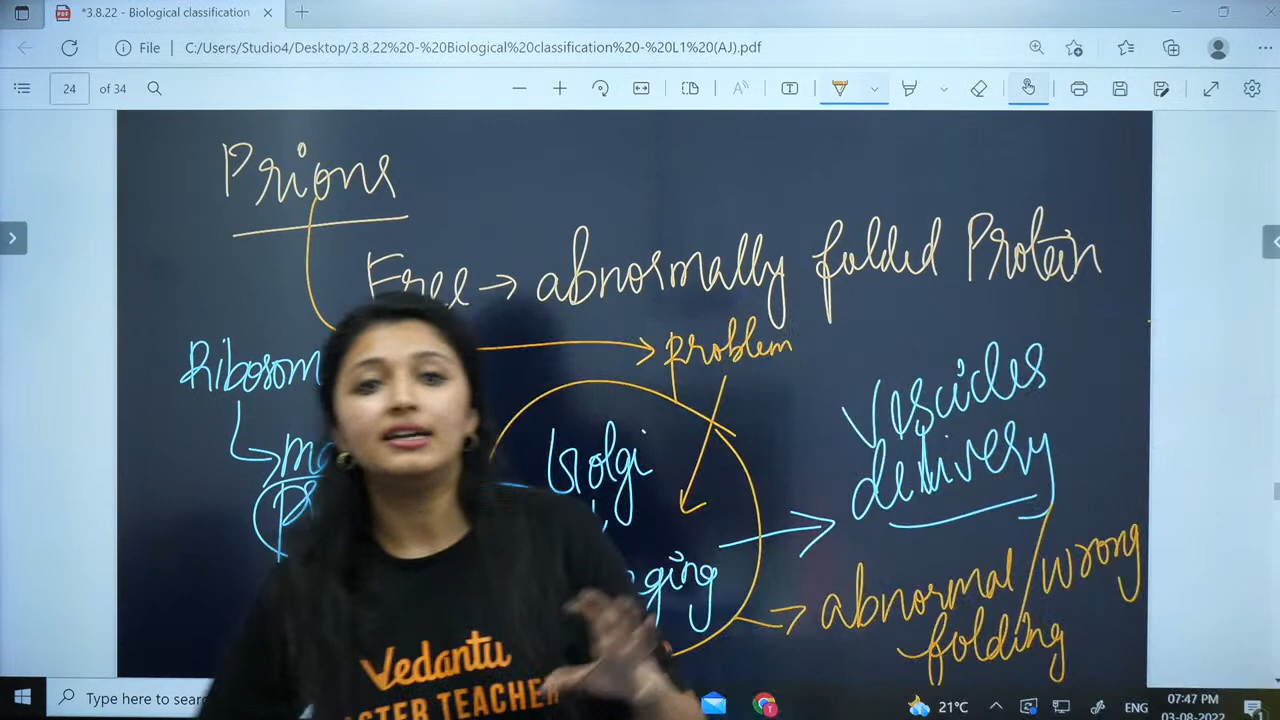 *3.8.22 - Biological classification
File
C:/Users/Studio4/Desktop/3.8.22%20-%20Biological%20classification%20-%20L1%20(AJ).pdf
24 of 34
Prions
Free → abnormally folded Protein
problem
Ribosom
Golgi
Vescicles
delivery
ging
abnormal/wrong
folding
Vedantu
TEACHER
Type here to sear
21°C
ENG
07:47 PM
03-08-2022